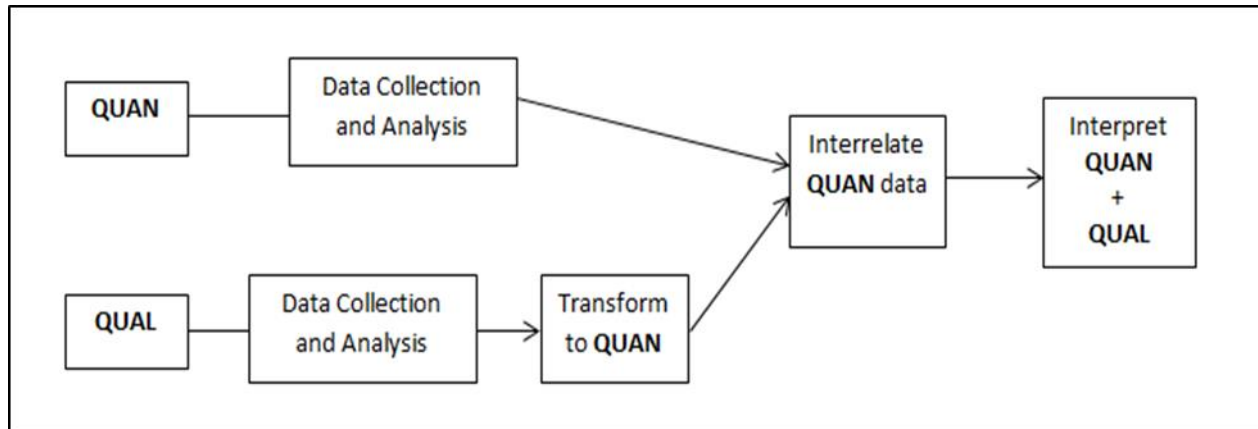 QUAN
Data Collection
and Analysis
Interrelate
QUAN data
Interpret
QUAN
+
QUAL
QUAL
Data Collection
and Analysis
Transform
to QUAN